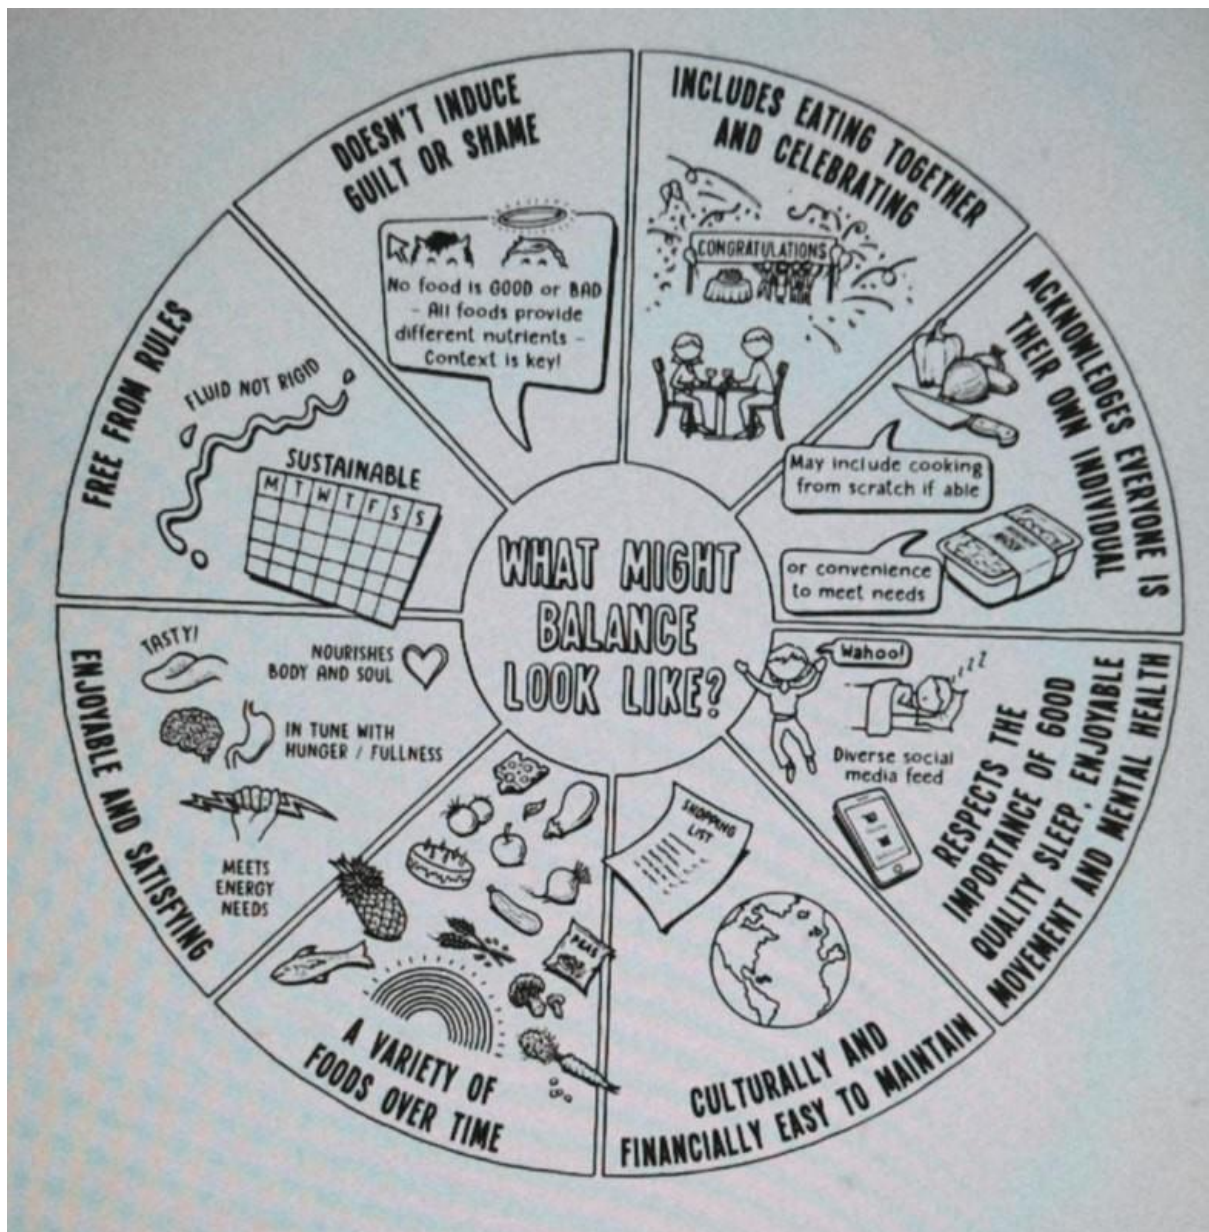 WHAT MIGHT
BALANCE
LOOK LIKE?
INCLUDES EATING TOGETHER
AND CELEBRATING
CONGRATULATIONS
ACKNOWLEDGES EVERYONE IS
THEIR OWN INDIVIDUAL
May include cooking
from scratch if able
or convenience
to meet needs
RESPECTS THE
IMPORTANCE OF GOOD
QUALITY SLEEP, ENJOYABLE
MOVEMENT AND MENTAL HEALTH
Wahoo!
zzZ
Diverse social
media feed
SHOPPING
LIST
CULTURALLY AND
FINANCIALLY EASY TO MAINTAIN
PEAS
A VARIETY OF
FOODS OVER TIME
ENJOYABLE AND SATISFYING
TASTY!
NOURISHES
BODY AND SOUL
IN TUNE WITH
HUNGER / FULLNESS
MEETS
ENERGY
NEEDS
FREE FROM RULES
FLUID NOT RIGID
SUSTAINABLE
M T W T F S S
DOESN'T INDUCE
GUILT OR SHAME
No food is GOOD or BAD
- All foods provide
different nutrients -
Context is key!